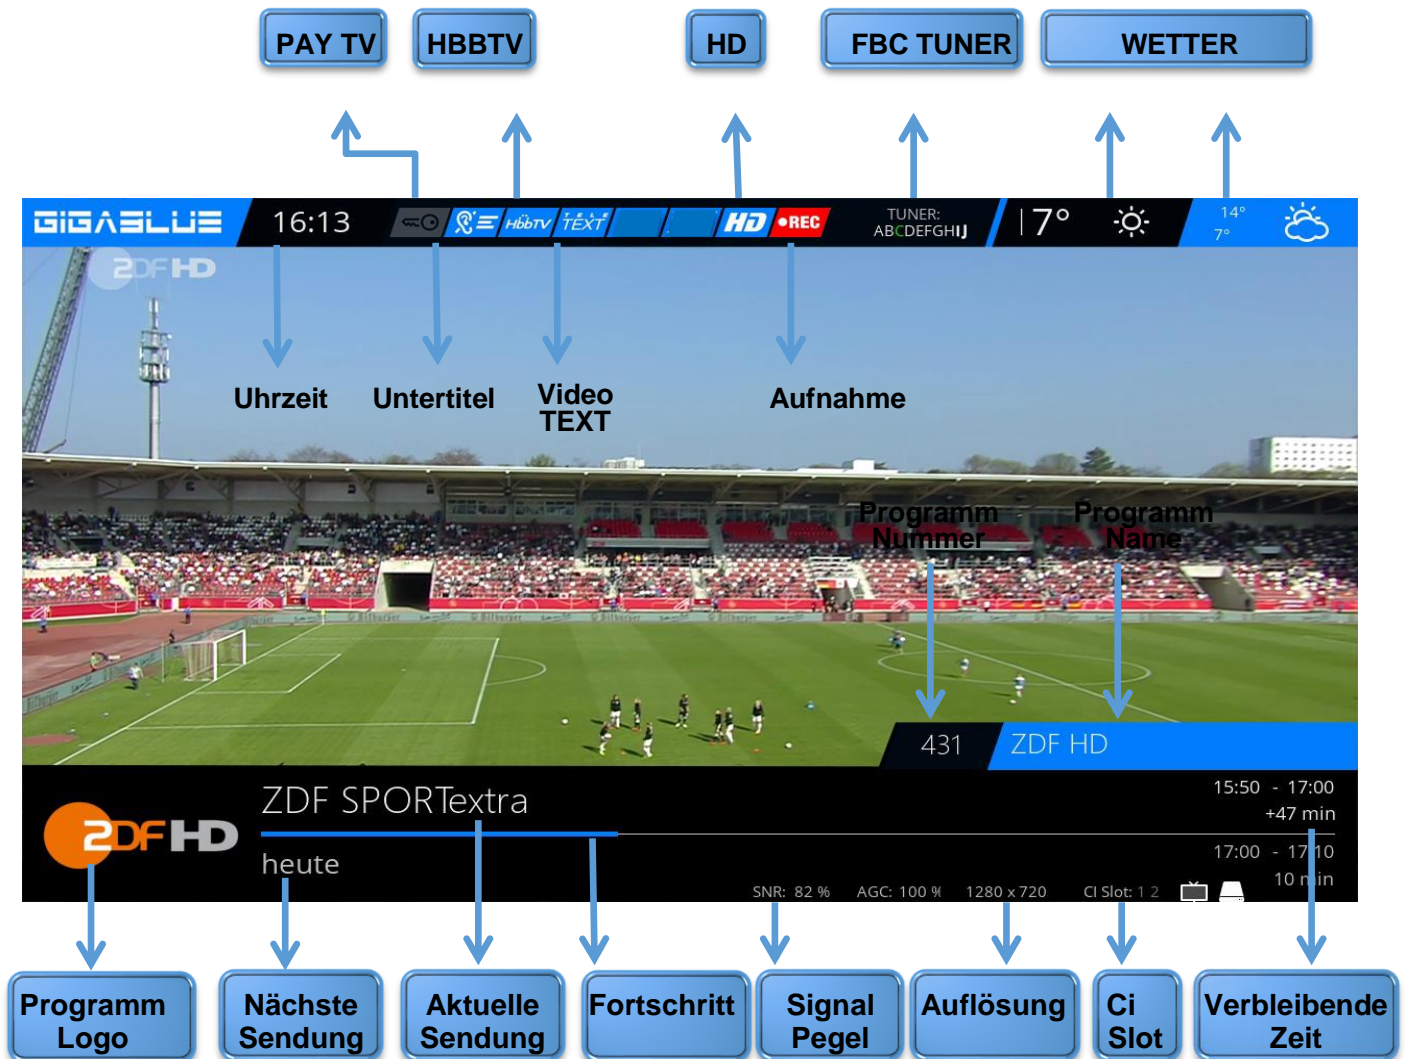 PAY TV
HBBTV
HD
FBC TUNER
WETTER
GIGABLUE
16:13
HbbTV
TELE
TEXT
HD
REC
TUNER:
ABCDEFGHIJ
7°
14°
7°
2DF HD
Uhrzeit
Untertitel
Video
TEXT
Aufnahme
Programm
Nummer
Programm
Name
431
ZDF HD
ZDF SPORTextra
15:50 - 17:00
+47 min
2DF HD
heute
17:00 - 17:10
10 min
SNR: 82 %
AGC: 100 %
1280 x 720
CI Slot: 1 2
Programm
Logo
Nächste
Sendung
Aktuelle
Sendung
Fortschritt
Signal
Pegel
Auflösung
Ci
Slot
Verbleibende
Zeit